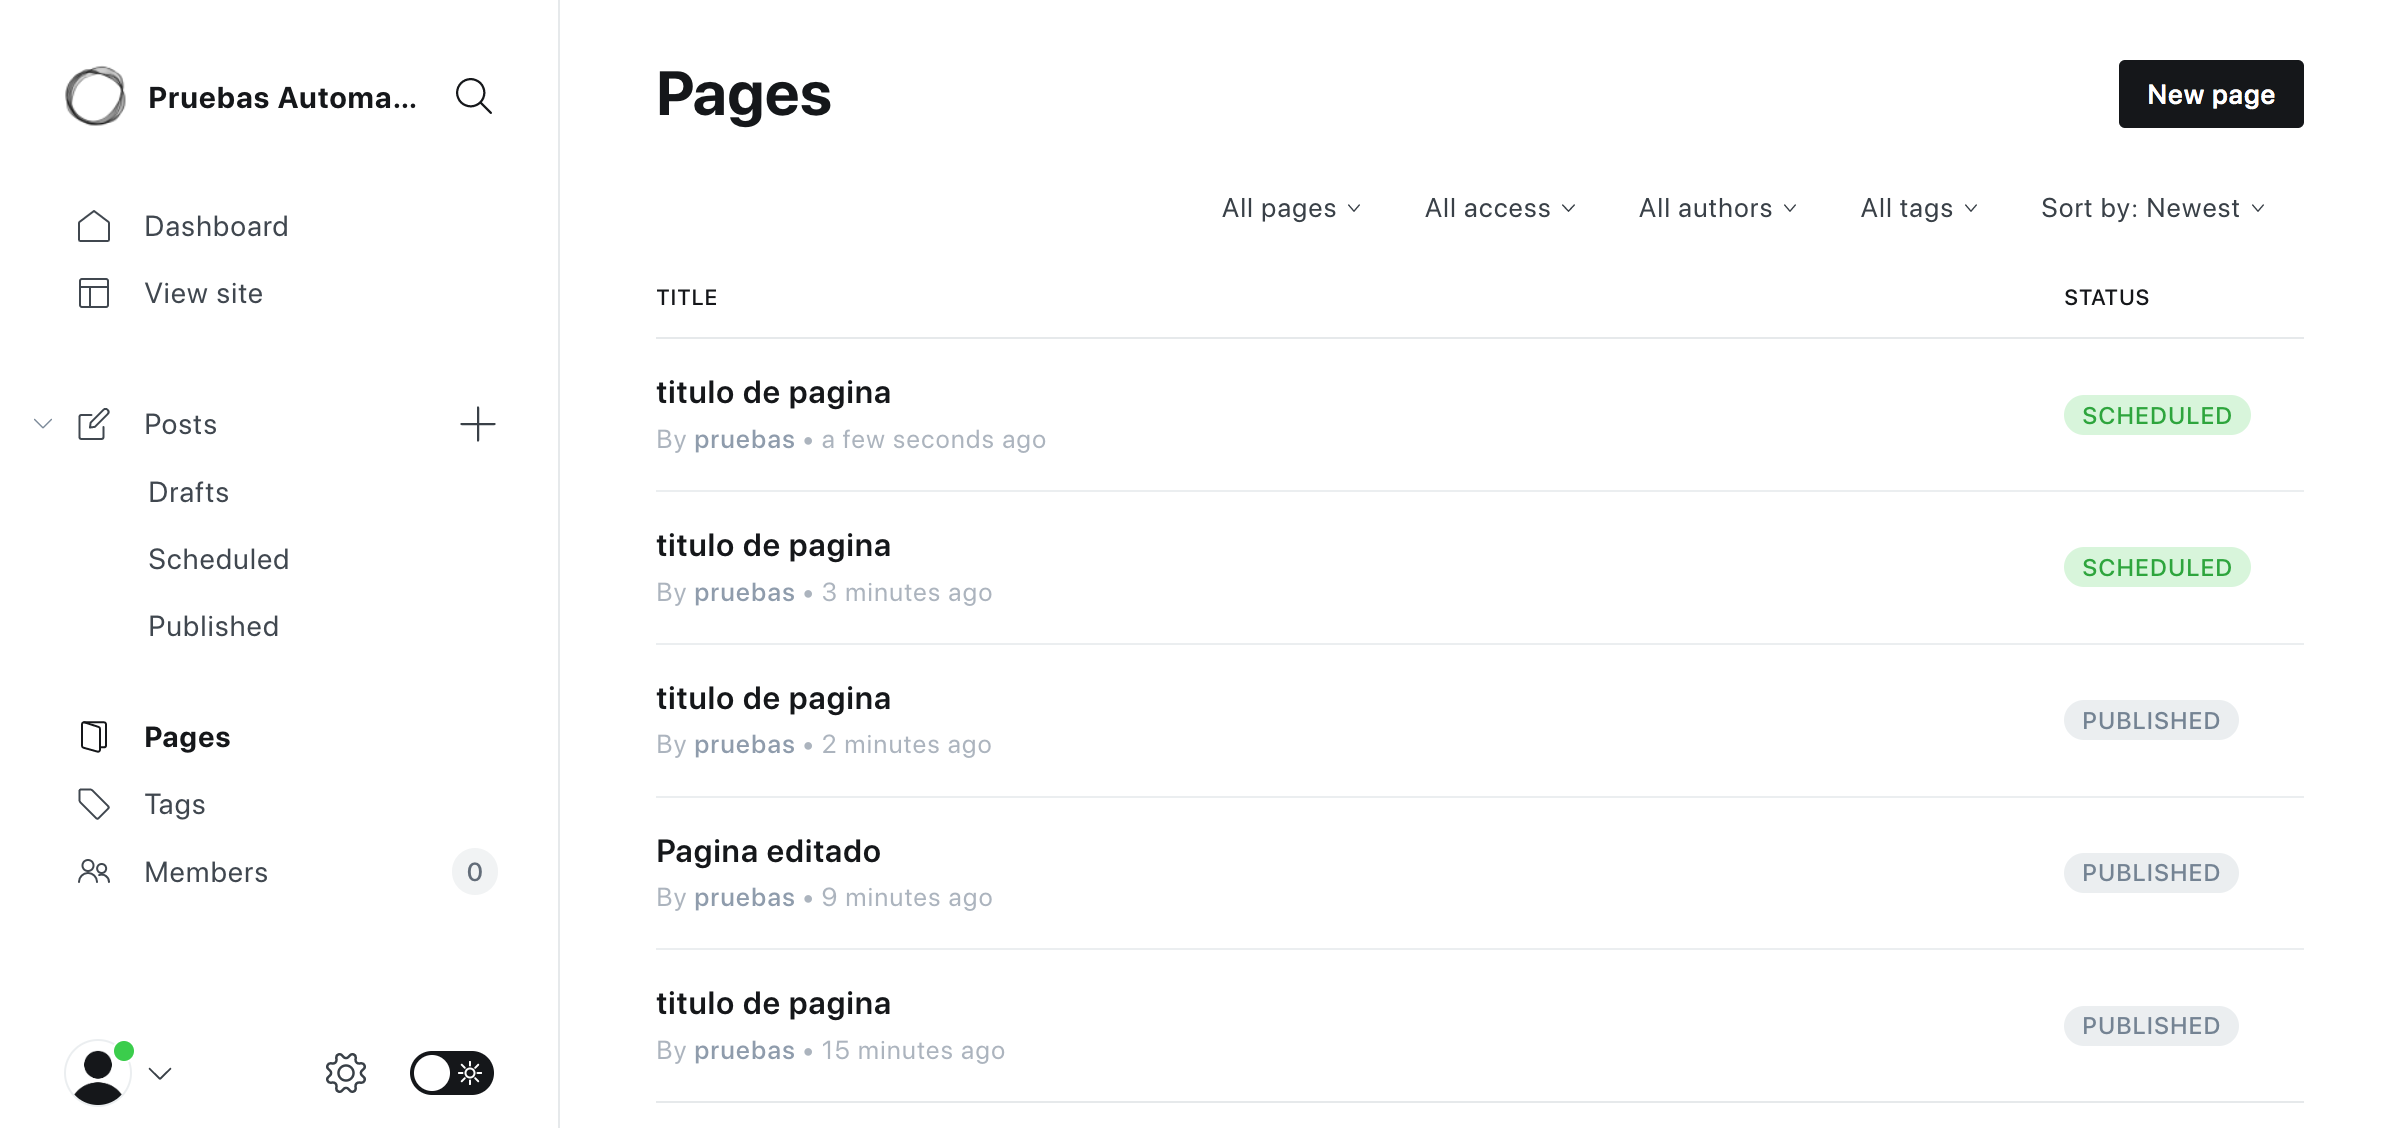 Pruebas Automa...
Dashboard
View site
Posts
Drafts
Scheduled
Published
Pages
Tags
Members 0
Pages
New page
All pages All access All authors All tags Sort by: Newest
TITLE STATUS
titulo de pagina
By pruebas • a few seconds ago
SCHEDULED
titulo de pagina
By pruebas • 3 minutes ago
SCHEDULED
titulo de pagina
By pruebas • 2 minutes ago
PUBLISHED
Pagina editado
By pruebas • 9 minutes ago
PUBLISHED
titulo de pagina
By pruebas • 15 minutes ago
PUBLISHED